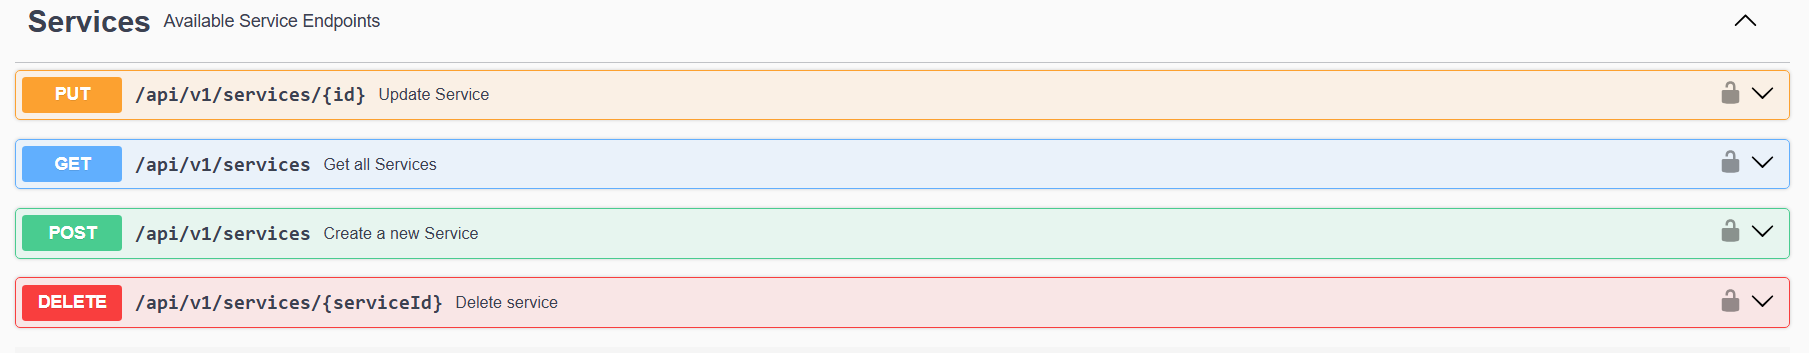 Services Available Service Endpoints
PUT /api/v1/services/{id} Update Service
GET /api/v1/services Get all Services
POST /api/v1/services Create a new Service
DELETE /api/v1/services/{serviceId} Delete service